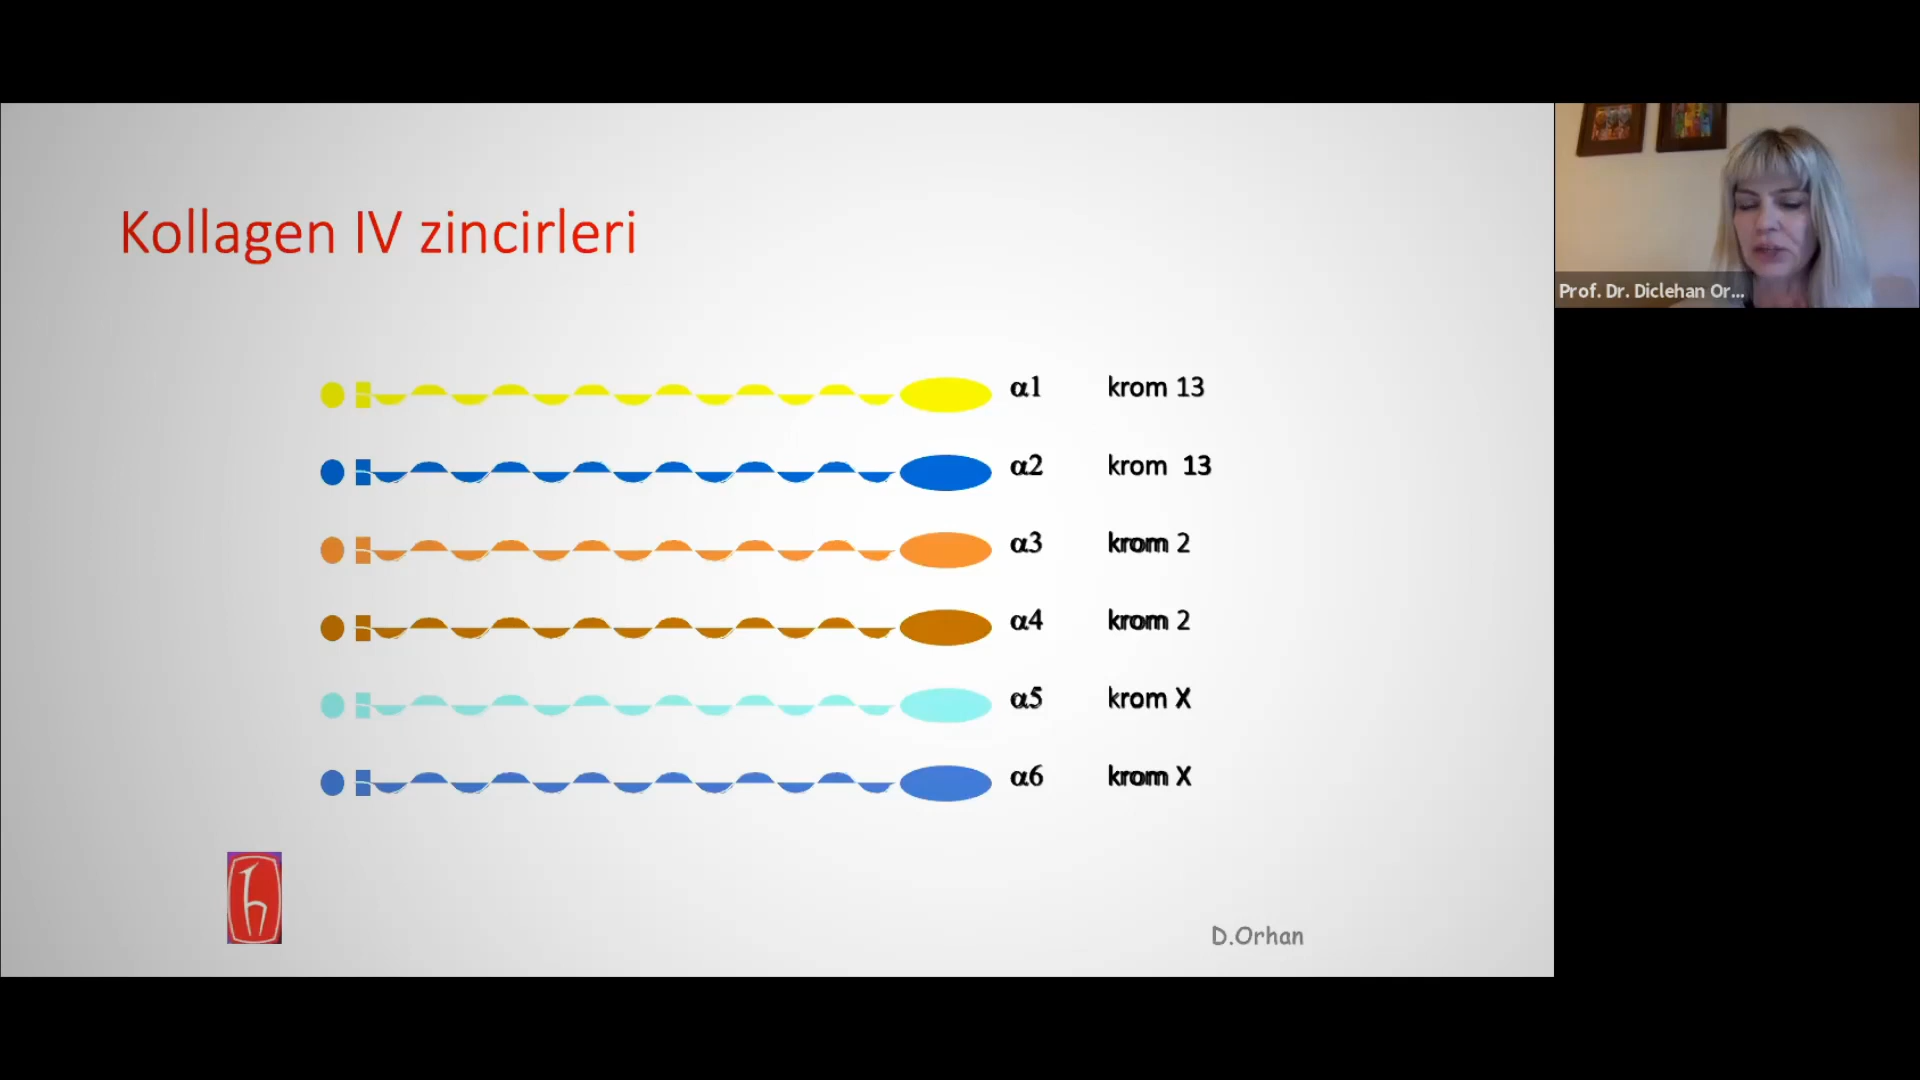 Kollagen IV zincirleri
α1 krom 13
α2 krom 13
α3 krom 2
α4 krom 2
α5 krom X
α6 krom X
D.Orhan
Prof. Dr. Diclehan Or...